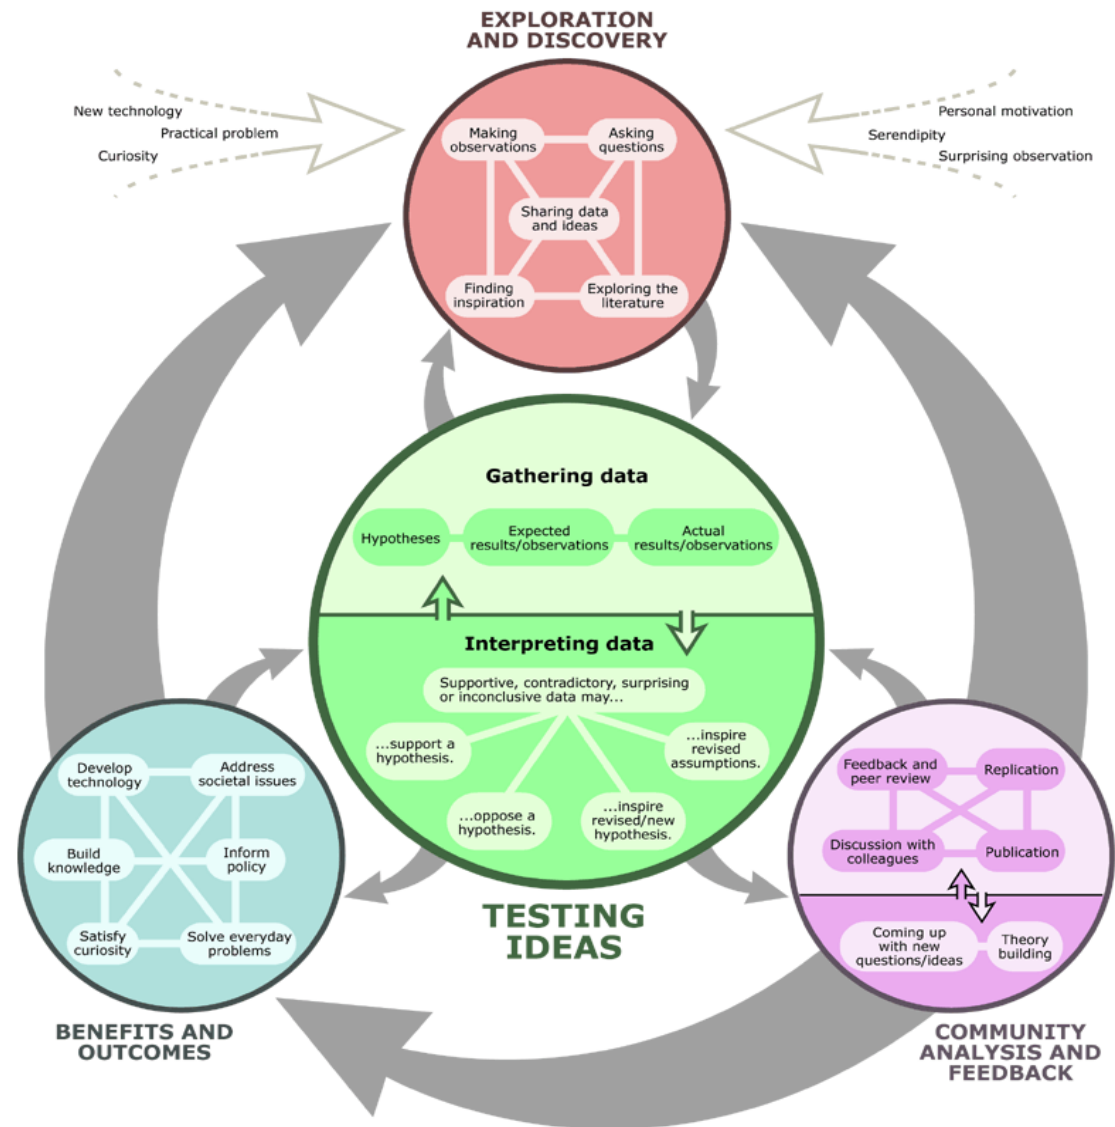 EXPLORATION
AND DISCOVERY
New technology
Practical problem
Curiosity
Personal motivation
Serendipity
Surprising observation
Making
observations
Asking
questions
Sharing data
and ideas
Finding
inspiration
Exploring the
literature
Gathering data
Hypotheses
Expected
results/observations
Actual
results/observations
Interpreting data
Supportive, contradictory, surprising
or inconclusive data may...
...support a
hypothesis.
...oppose a
hypothesis.
...inspire
revised/new
hypothesis.
...inspire
revised
assumptions.
TESTING
IDEAS
Develop
technology
Address
societal issues
Build
knowledge
Inform
policy
Satisfy
curiosity
Solve everyday
problems
BENEFITS AND
OUTCOMES
Feedback and
peer review
Replication
Discussion with
colleagues
Publication
Coming up
with new
questions/ideas
Theory
building
COMMUNITY
ANALYSIS AND
FEEDBACK